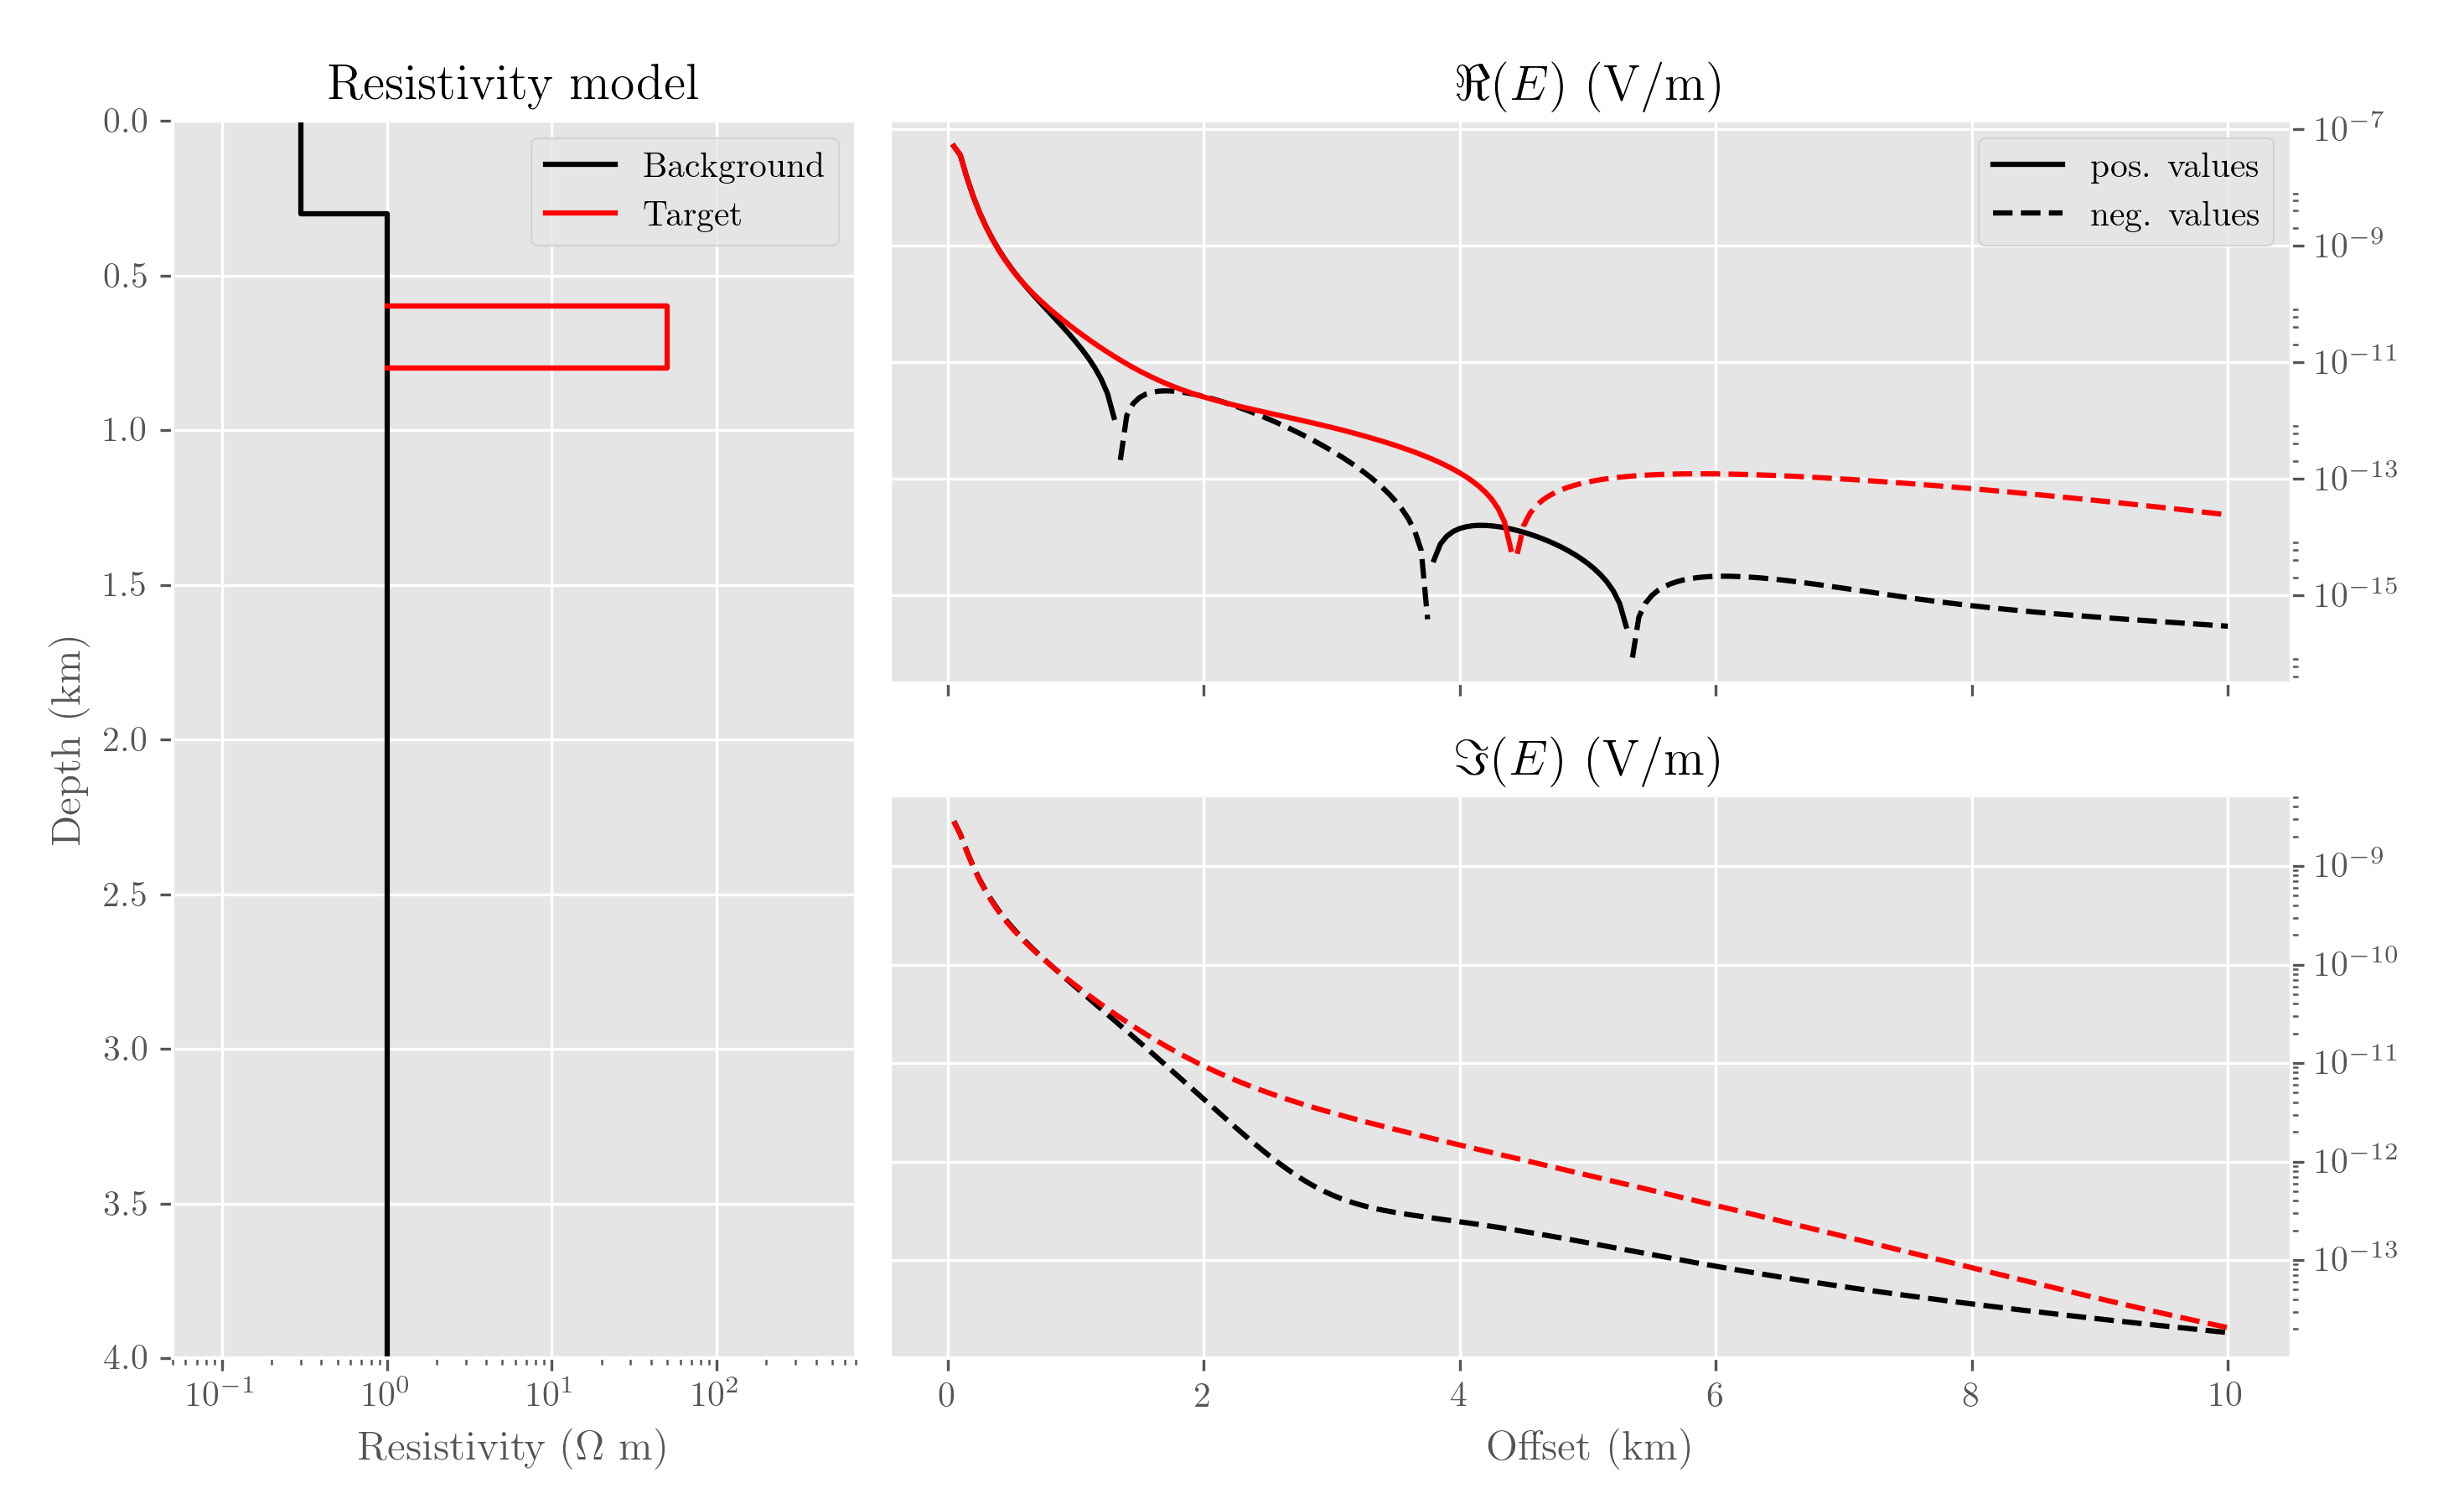 Resistivity model
0.0
0.5
1.0
1.5
2.0
2.5
3.0
3.5
4.0
Depth (km)
10⁻¹ 10⁰ 10¹ 10²
Resistivity (Ω m)
Background
Target
ℜ(E) (V/m)
pos. values
neg. values
10⁻⁷
10⁻⁹
10⁻¹¹
10⁻¹³
10⁻¹⁵
ℑ(E) (V/m)
10⁻⁹
10⁻¹⁰
10⁻¹¹
10⁻¹²
10⁻¹³
0 2 4 6 8 10
Offset (km)